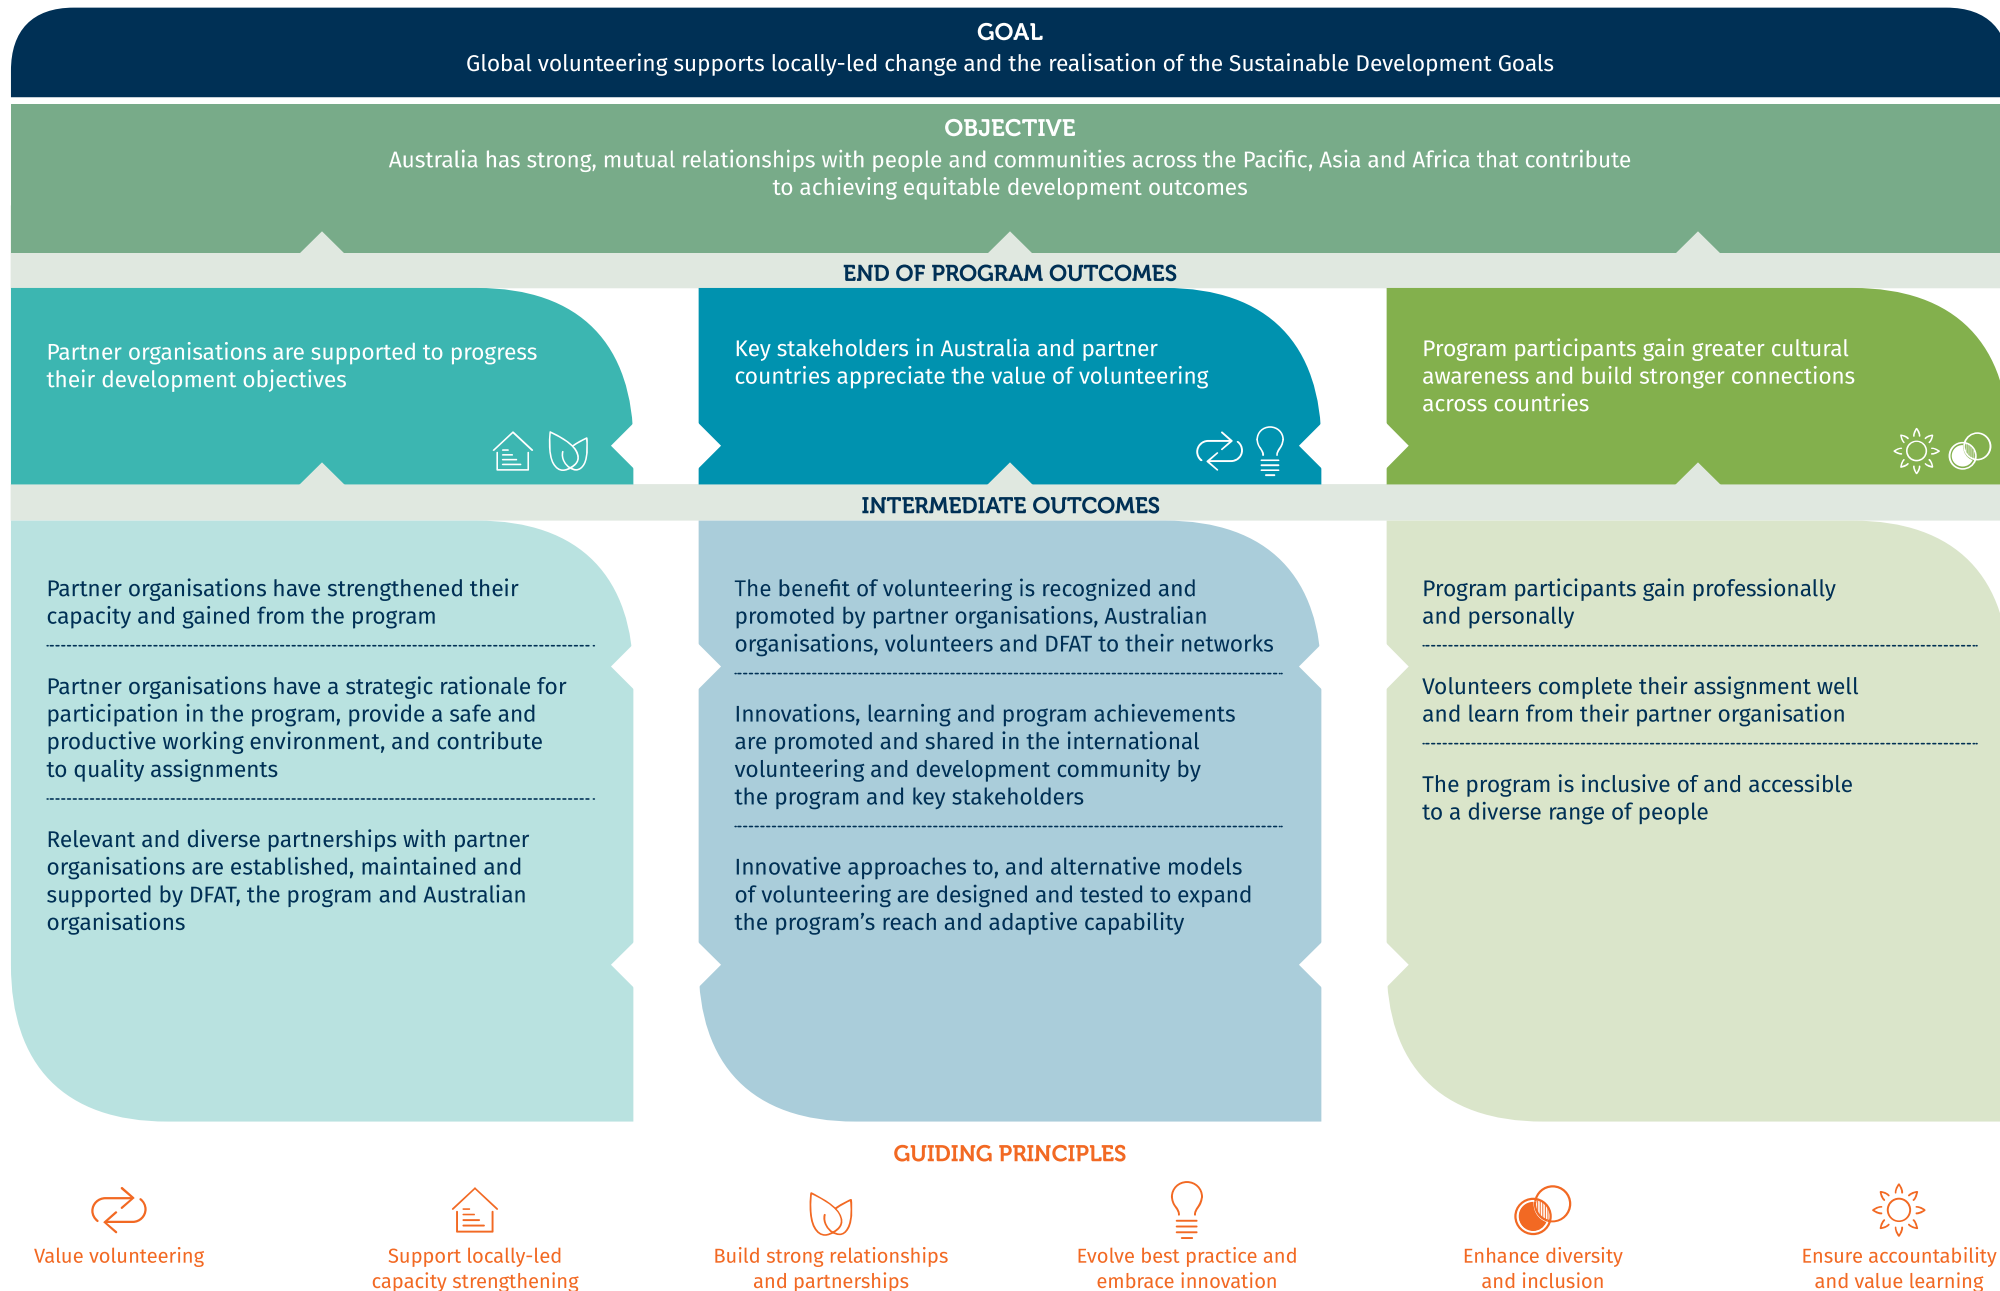 GOAL
Global volunteering supports locally-led change and the realisation of the Sustainable Development Goals
OBJECTIVE
Australia has strong, mutual relationships with people and communities across the Pacific, Asia and Africa that contribute
to achieving equitable development outcomes
END OF PROGRAM OUTCOMES
Partner organisations are supported to progress
their development objectives
Key stakeholders in Australia and partner
countries appreciate the value of volunteering
Program participants gain greater cultural
awareness and build stronger connections
across countries
INTERMEDIATE OUTCOMES
Partner organisations have strengthened their
capacity and gained from the program
Partner organisations have a strategic rationale for
participation in the program, provide a safe and
productive working environment, and contribute
to quality assignments
Relevant and diverse partnerships with partner
organisations are established, maintained and
supported by DFAT, the program and Australian
organisations
The benefit of volunteering is recognized and
promoted by partner organisations, Australian
organisations, volunteers and DFAT to their networks
Innovations, learning and program achievements
are promoted and shared in the international
volunteering and development community by
the program and key stakeholders
Innovative approaches to, and alternative models
of volunteering are designed and tested to expand
the program's reach and adaptive capability
Program participants gain professionally
and personally
Volunteers complete their assignment well
and learn from their partner organisation
The program is inclusive of and accessible
to a diverse range of people
GUIDING PRINCIPLES
Value volunteering
Support locally-led
capacity strengthening
Build strong relationships
and partnerships
Evolve best practice and
embrace innovation
Enhance diversity
and inclusion
Ensure accountability
and value learning